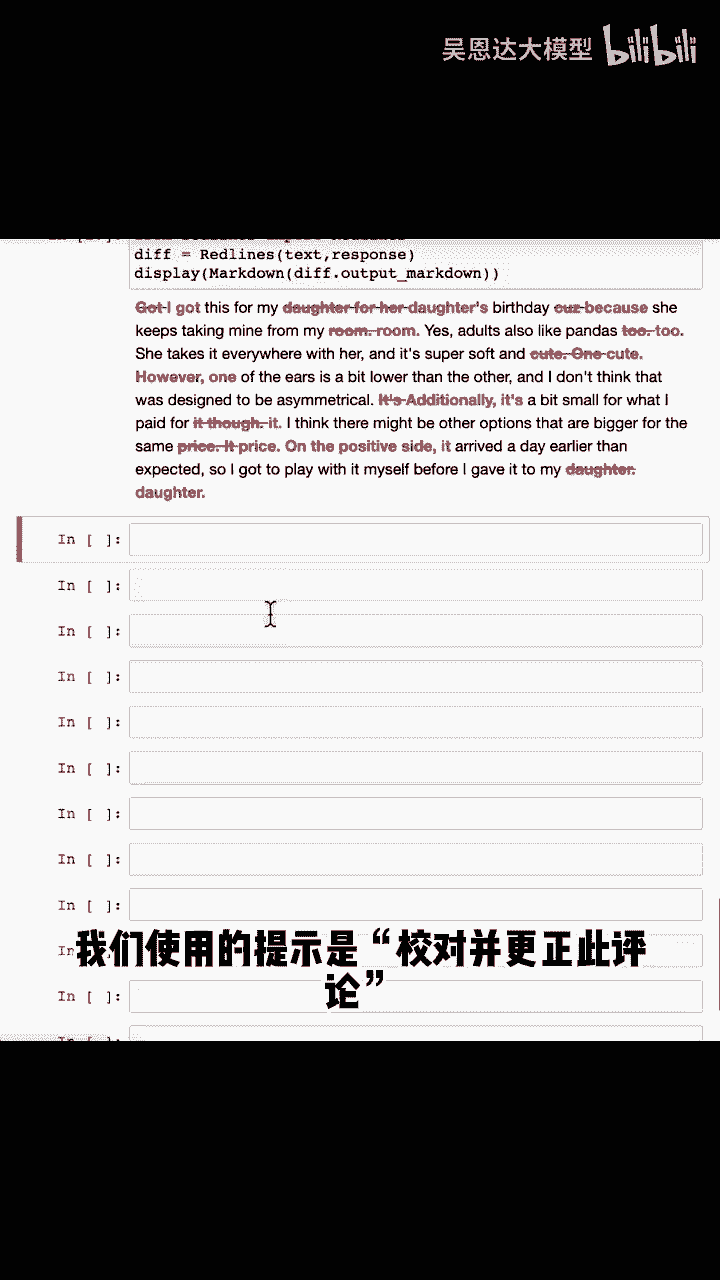 吴恩达大模型 bilibili
diff = Redlines(text,response)
display(Markdown(diff.output_markdown))
Got I got this for my daughter for her daughter's birthday cuz because she
keeps taking mine from my room. room. Yes, adults also like pandas too. too.
She takes it everywhere with her, and it's super soft and cute. One cute.
However, one of the ears is a bit lower than the other, and I don't think that
was designed to be asymmetrical. It's Additionally, it's a bit small for what I
paid for it though. it. I think there might be other options that are bigger for the
same price. It price. On the positive side, it arrived a day earlier than
expected, so I got to play with it myself before I gave it to my daughter.
daughter.
In [ ]:
In [ ]:
In [ ]:
In [ ]:
In [ ]:
In [ ]:
In [ ]:
In [ ]:
In [ ]:
我们使用的提示是“校对并更正此评
论”
In [ ]: